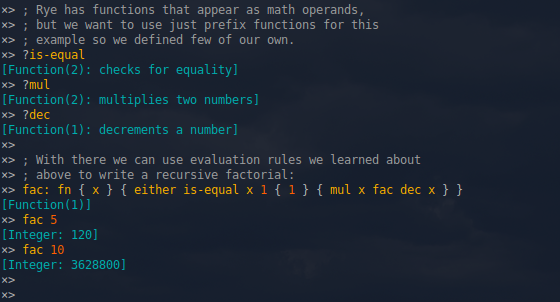 ×> ; Rye has functions that appear as math operands,
×> ; but we want to use just prefix functions for this
×> ; example so we defined few of our own.
×> ?is-equal
[Function(2): checks for equality]
×> ?mul
[Function(2): multiplies two numbers]
×> ?dec
[Function(1): decrements a number]
×>
×> ; With there we can use evaluation rules we learned about
×> ; above to write a recursive factorial:
×> fac: fn { x } { either is-equal x 1 { 1 } { mul x fac dec x } }
[Function(1)]
×> fac 5
[Integer: 120]
×> fac 10
[Integer: 3628800]
×>
×>